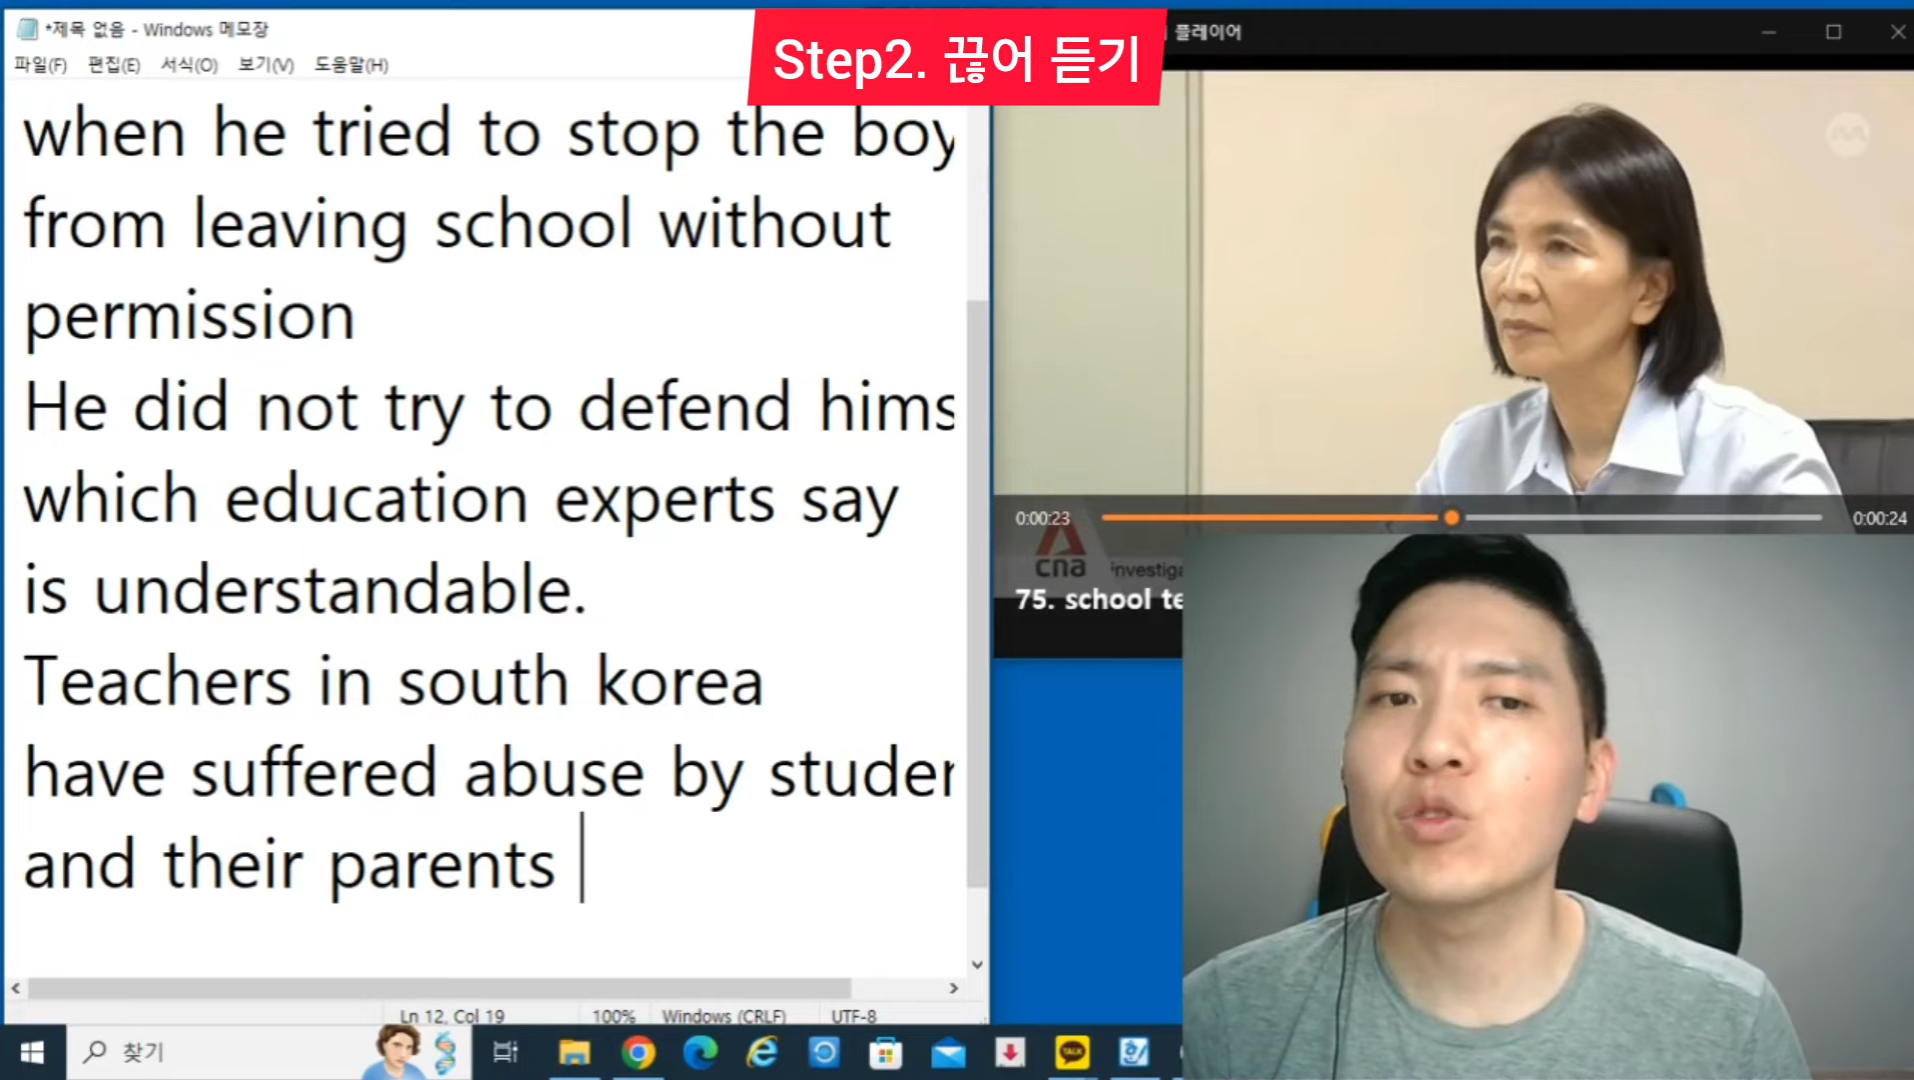 *제목 없음 - Windows 메모장
파일(F) 편집(E) 서식(O) 보기(V) 도움말(H)
Step2. 끊어 듣기
플레이어
when he tried to stop the boy
from leaving school without
permission
He did not try to defend hims
which education experts say
is understandable.
Teachers in south korea
have suffered abuse by studen
and their parents
0:00:23
0:00:24
cna
investiga
75. school te
Ln 12, Col 19 100% Windows (CRLF) UTF-8
찾기
TALK